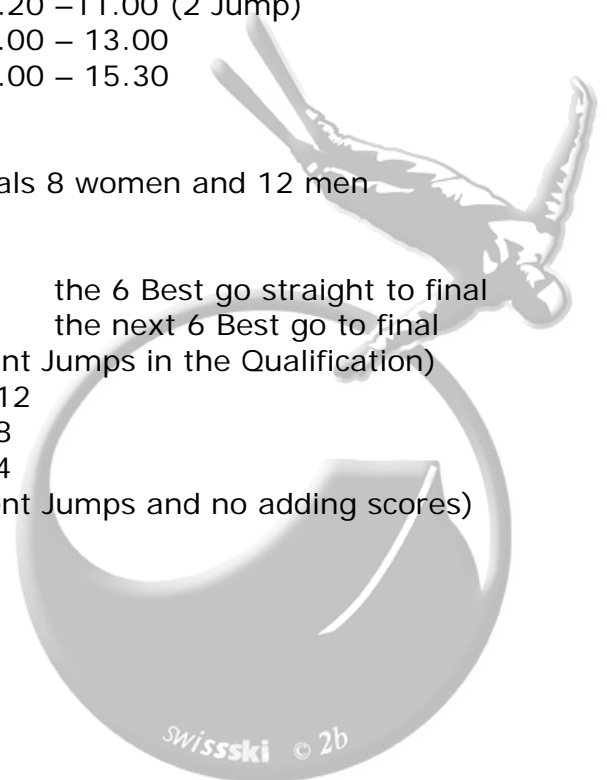 .20 –11.00 (2 Jump)
.00 – 13.00
.00 – 15.30
als 8 women and 12 men
the 6 Best go straight to final
the next 6 Best go to final
nt Jumps in the Qualification)
12
8
4
nt Jumps and no adding scores)
swissski © 2b